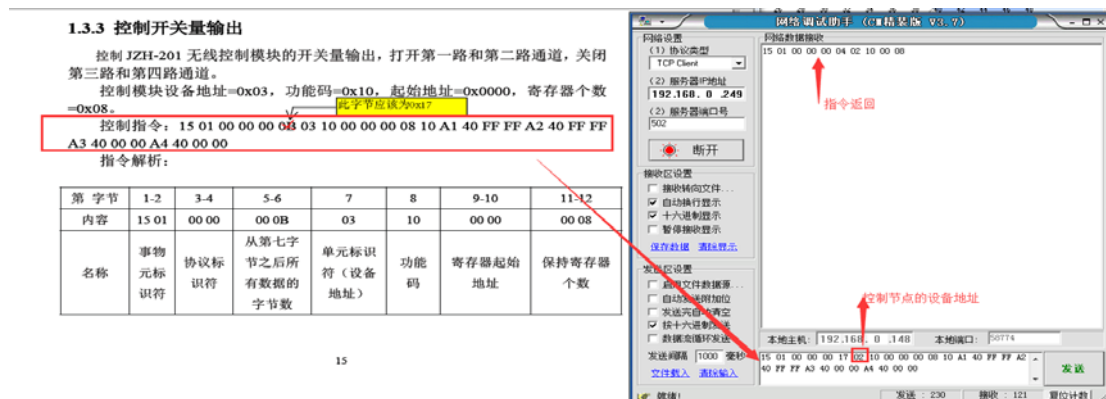 1.3.3 控制开关量输出
控制 JZH-201 无线控制模块的开关量输出，打开第一路和第二路通道，关闭
第三路和第四路通道。
控制模块设备地址=0x03，功能码=0x10，起始地址=0x0000，寄存器个数
=0x08。
此字节应该为0x17
控制指令：15 01 00 00 00 0B 03 10 00 00 00 08 10 A1 40 FF FF A2 40 FF FF
A3 40 00 00 A4 40 00 00
指令解析：
第 字节 1-2 3-4 5-6 7 8 9-10 11-12
内容 15 01 00 00 00 0B 03 10 00 00 00 08
名称 事物元标识符 协议标识符 从第七字节之后所有数据的字节数 单元标识符（设备地址） 功能码 寄存器起始地址 保持寄存器个数
15
网络调试助手 (C■精装版 V3.7)
网络设置
(1) 协议类型
TCP Client
(2) 服务器IP地址
192.168. 0 .249
(2) 服务器端口号
502
断开
接收区设置
接收转向文件...
自动换行显示
十六进制显示
暂停接收显示
保存数据 清除显示
发送区设置
启用文件数据源...
自动发送附加位
发送完自动清空
按十六进制发送
数据流循环发送
发送间隔 1000 毫秒
文件载入 清除输入
就绪!
网络数据接收
15 01 00 00 00 04 02 10 00 08
指令返回
控制节点的设备地址
本地主机: 192.168. 0 .148 本地端口: 50774
15 01 00 00 00 17 02 10 00 00 00 08 10 A1 40 FF FF A2
40 FF FF A3 40 00 00 A4 40 00 00
发送
发送 : 230 接收 : 121 复位计数